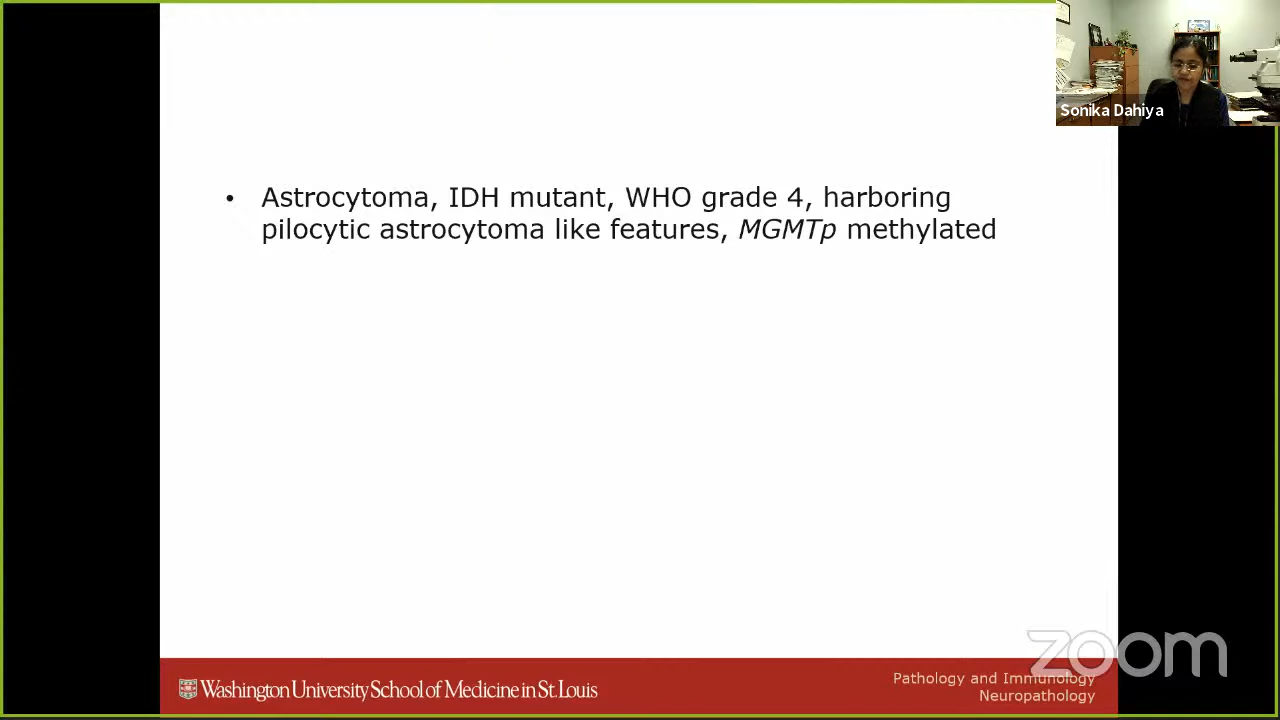 Sonika Dahiya
• Astrocytoma, IDH mutant, WHO grade 4, harboring
pilocytic astrocytoma like features, MGMTp methylated
zoom
Washington University School of Medicine in St. Louis
Pathology and Immunology
Neuropathology